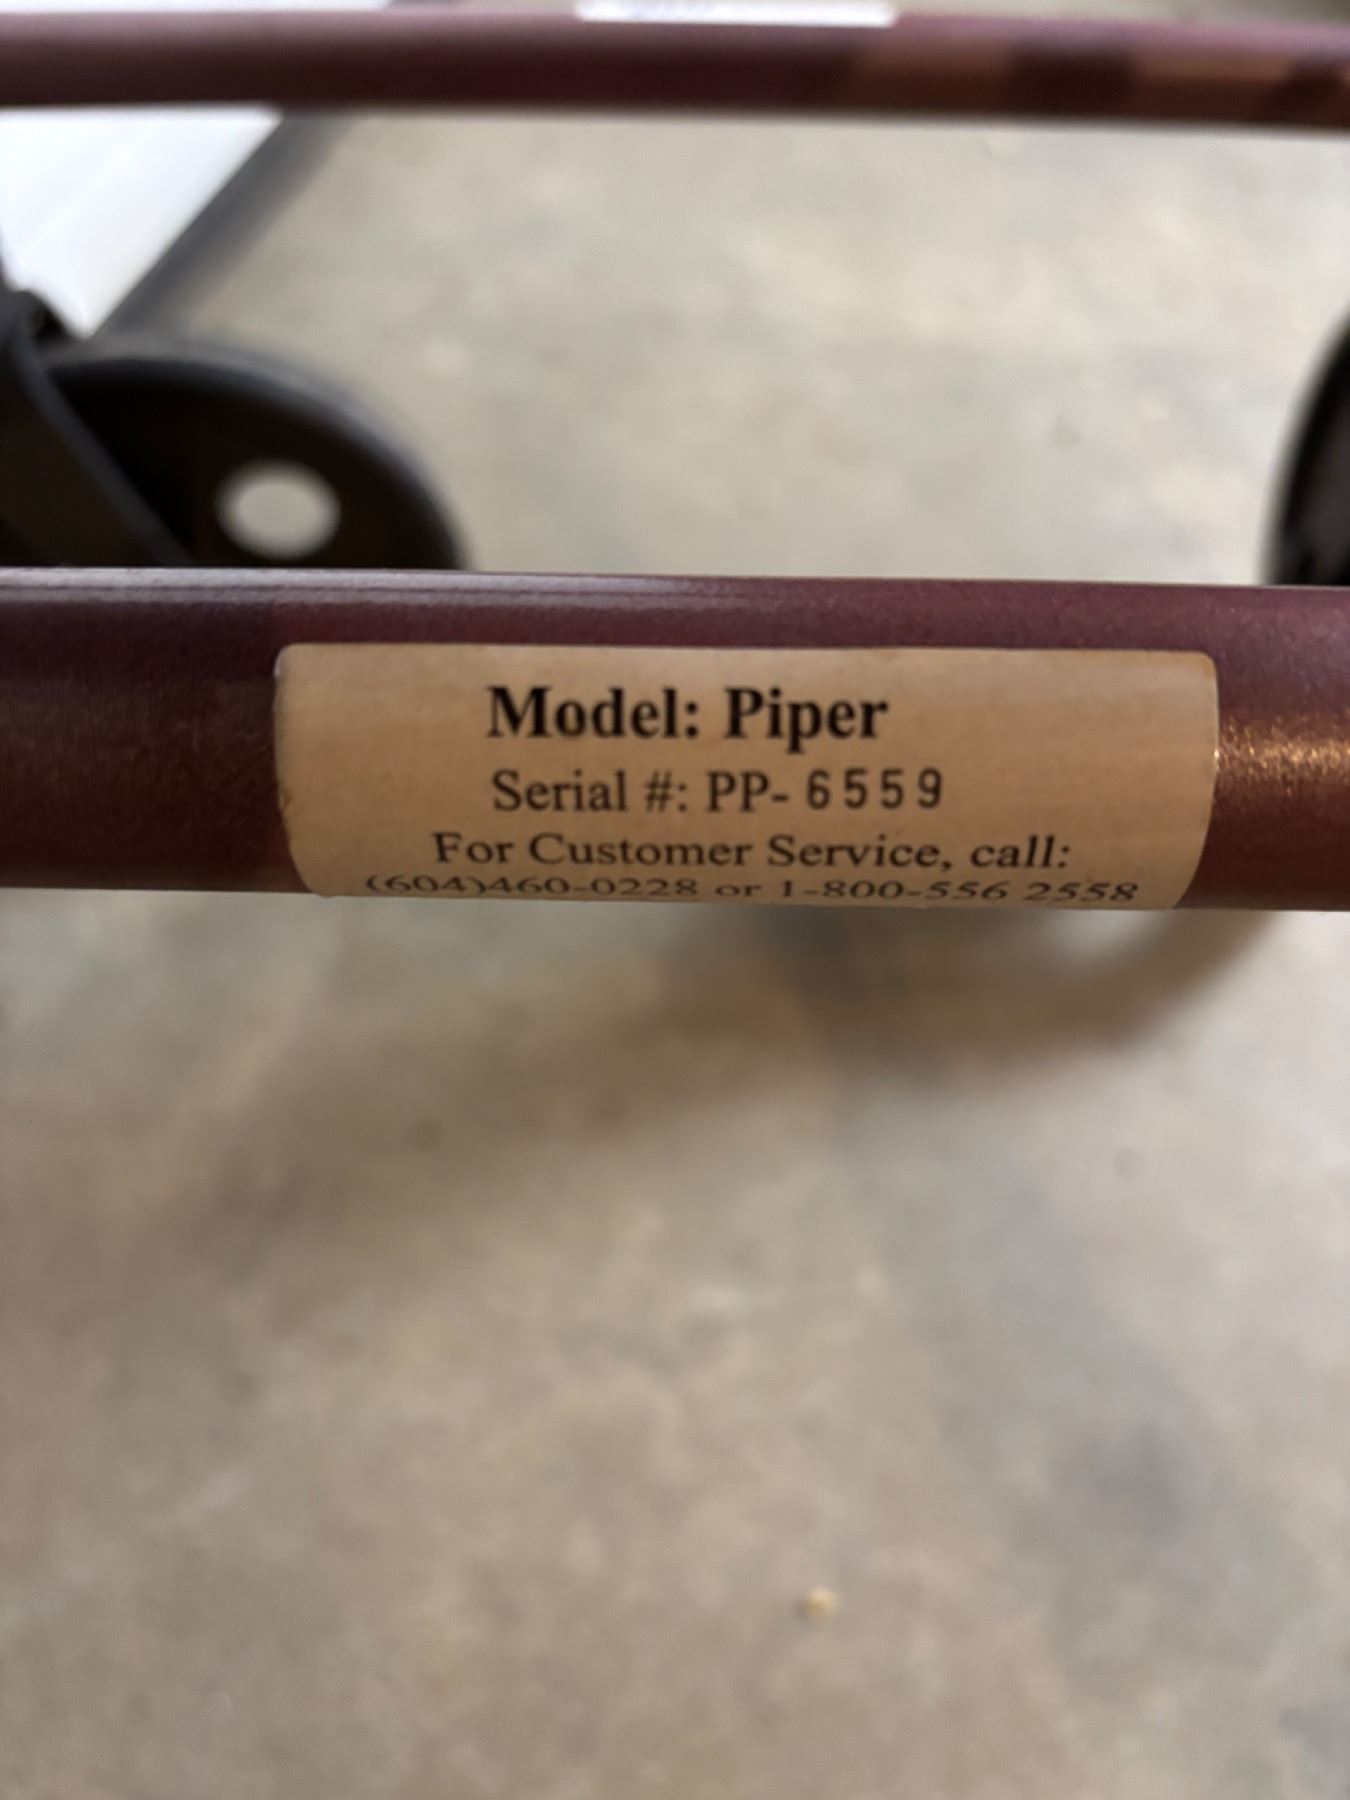 Model: Piper
Serial #: PP- 6559
For Customer Service, call:
(604)460-0228 or 1-800-556 2558